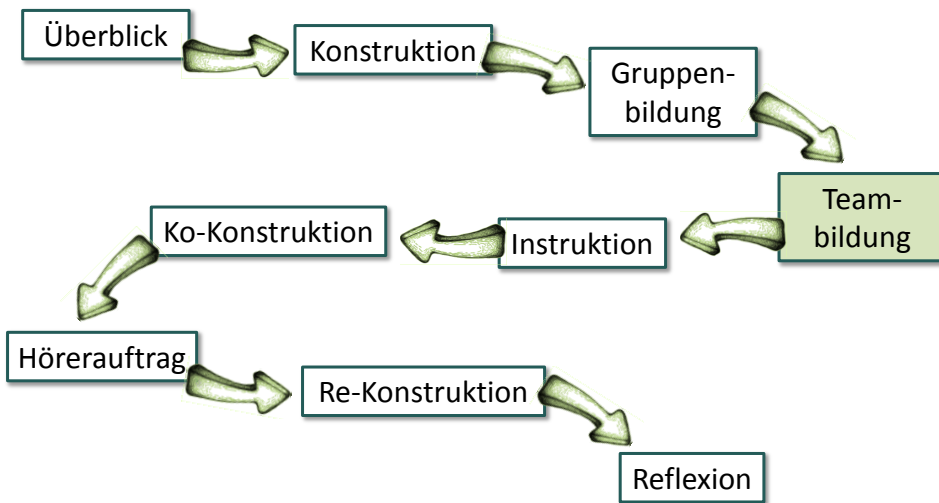 Überblick
Konstruktion
Gruppen-
bildung
Team-
bildung
Instruktion
Ko-Konstruktion
Hörerauftrag
Re-Konstruktion
Reflexion